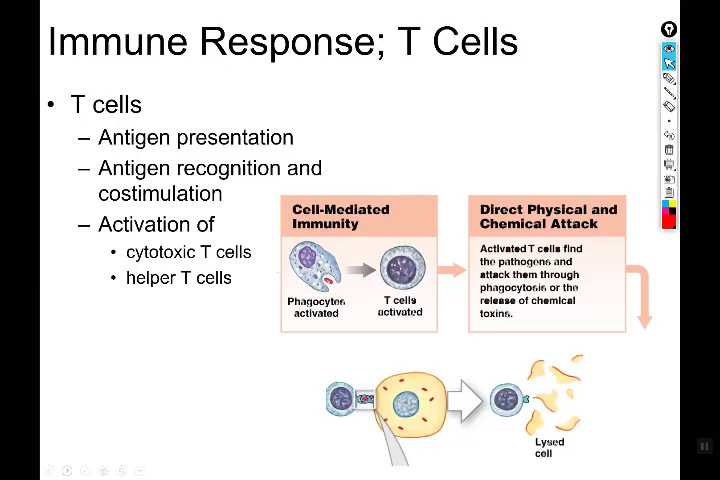 Immune Response; T Cells
• T cells
– Antigen presentation
– Antigen recognition and
costimulation
– Activation of
• cytotoxic T cells
• helper T cells
Cell-Mediated
Immunity
Phagocytes
activated
T cells
activated
Direct Physical and
Chemical Attack
Activated T cells find
the pathogens and
attack them through
phagocytosis or the
release of chemical
toxins.
Lysed
cell